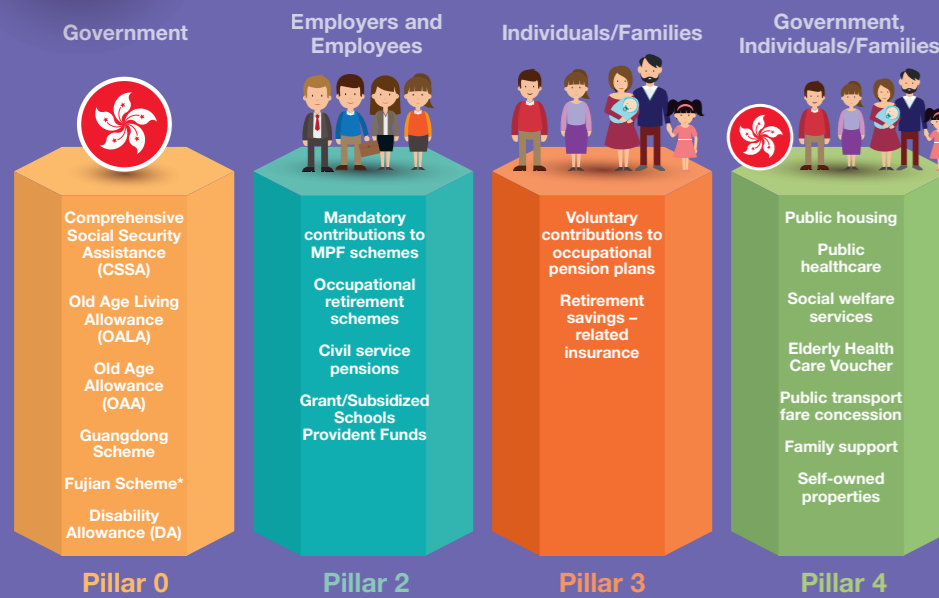 Government
Comprehensive
Social Security
Assistance
(CSSA)
Old Age Living
Allowance
(OALA)
Old Age
Allowance
(OAA)
Guangdong
Scheme
Fujian Scheme*
Disability
Allowance (DA)
Pillar 0
Employers and
Employees
Mandatory
contributions to
MPF schemes
Occupational
retirement
schemes
Civil service
pensions
Grant/Subsidized
Schools
Provident Funds
Pillar 2
Individuals/Families
Voluntary
contributions to
occupational
pension plans
Retirement
savings –
related
insurance
Pillar 3
Government,
Individuals/Families
Public housing
Public
healthcare
Social welfare
services
Elderly Health
Care Voucher
Public transport
fare concession
Family support
Self-owned
properties
Pillar 4